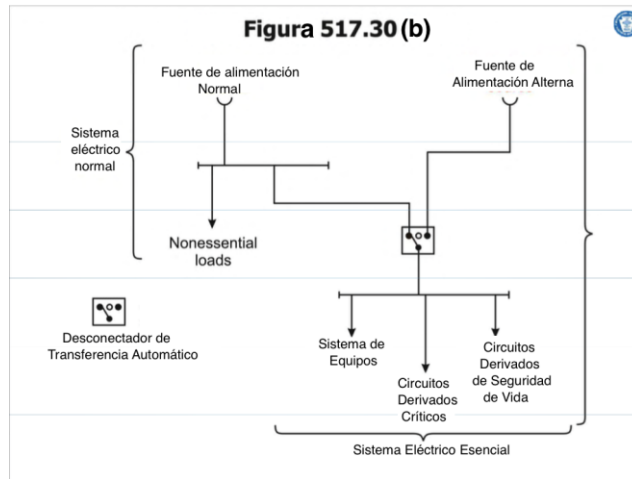 Figura 517.30 (b)
Fuente de alimentación
Normal
Fuente de
Alimentación Alterna
Sistema
eléctrico
normal
Nonessential
loads
Desconectador de
Transferencia Automático
Sistema de
Equipos
Circuitos
Derivados
Críticos
Circuitos
Derivados
de Seguridad
de Vida
Sistema Eléctrico Esencial